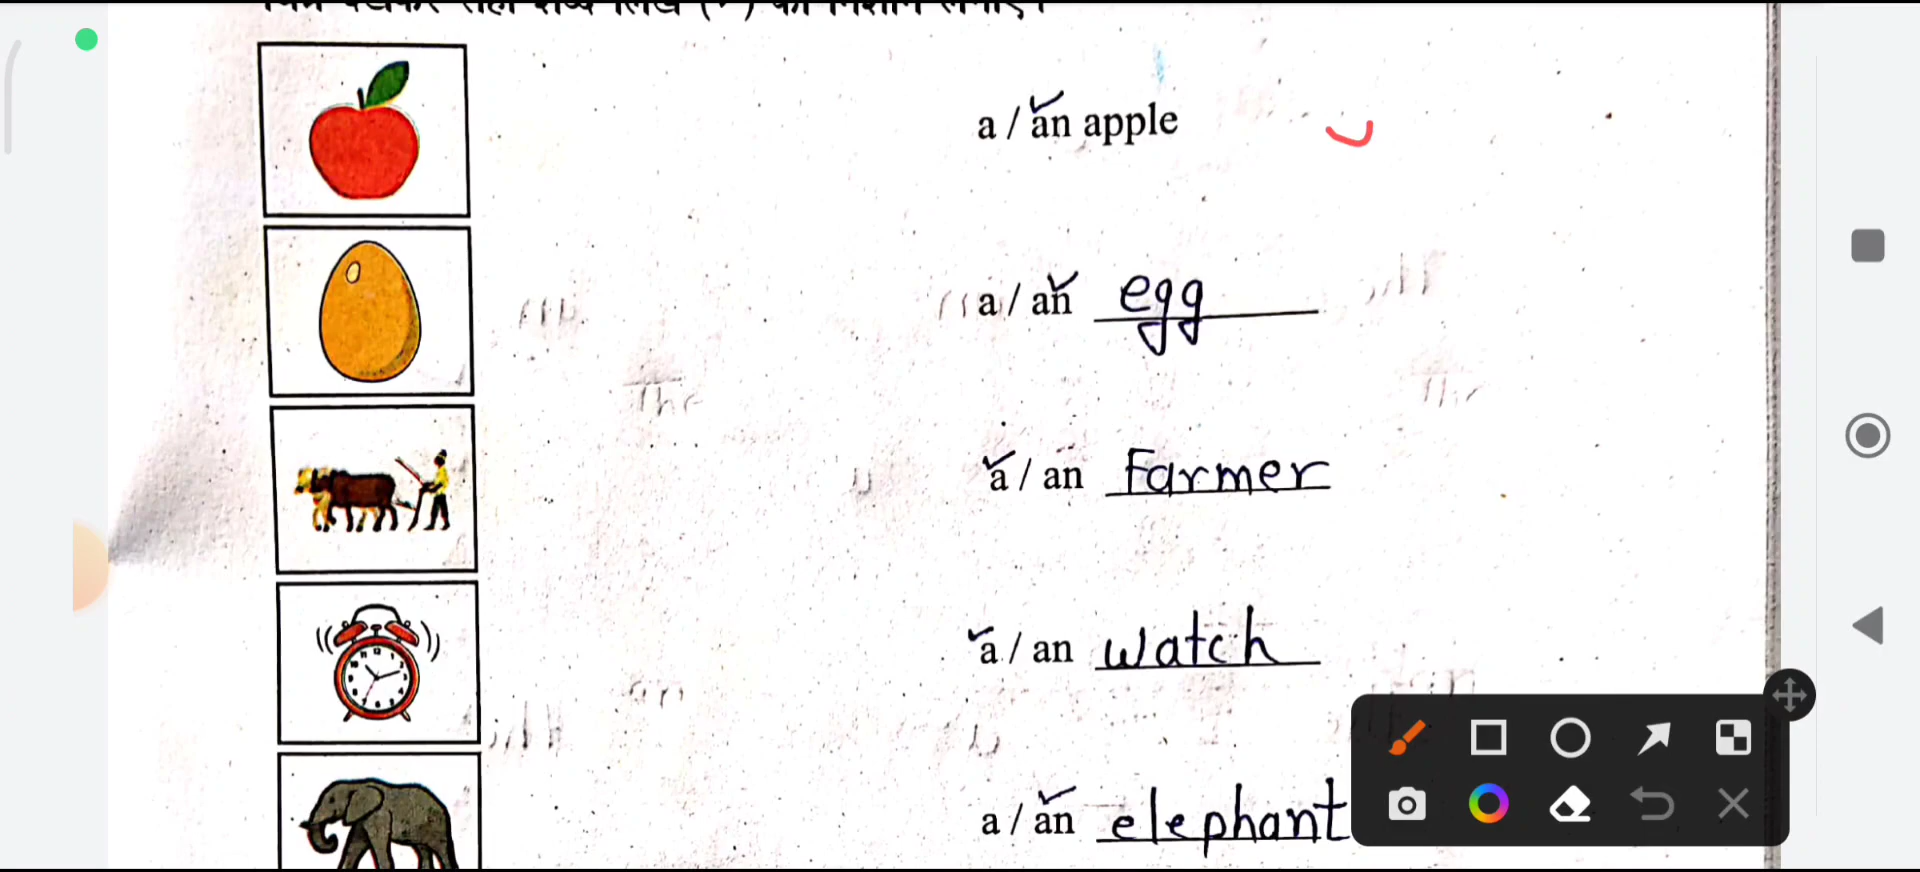 a / an apple
a / an egg
a / an Farmer
a / an watch
a / an elephant